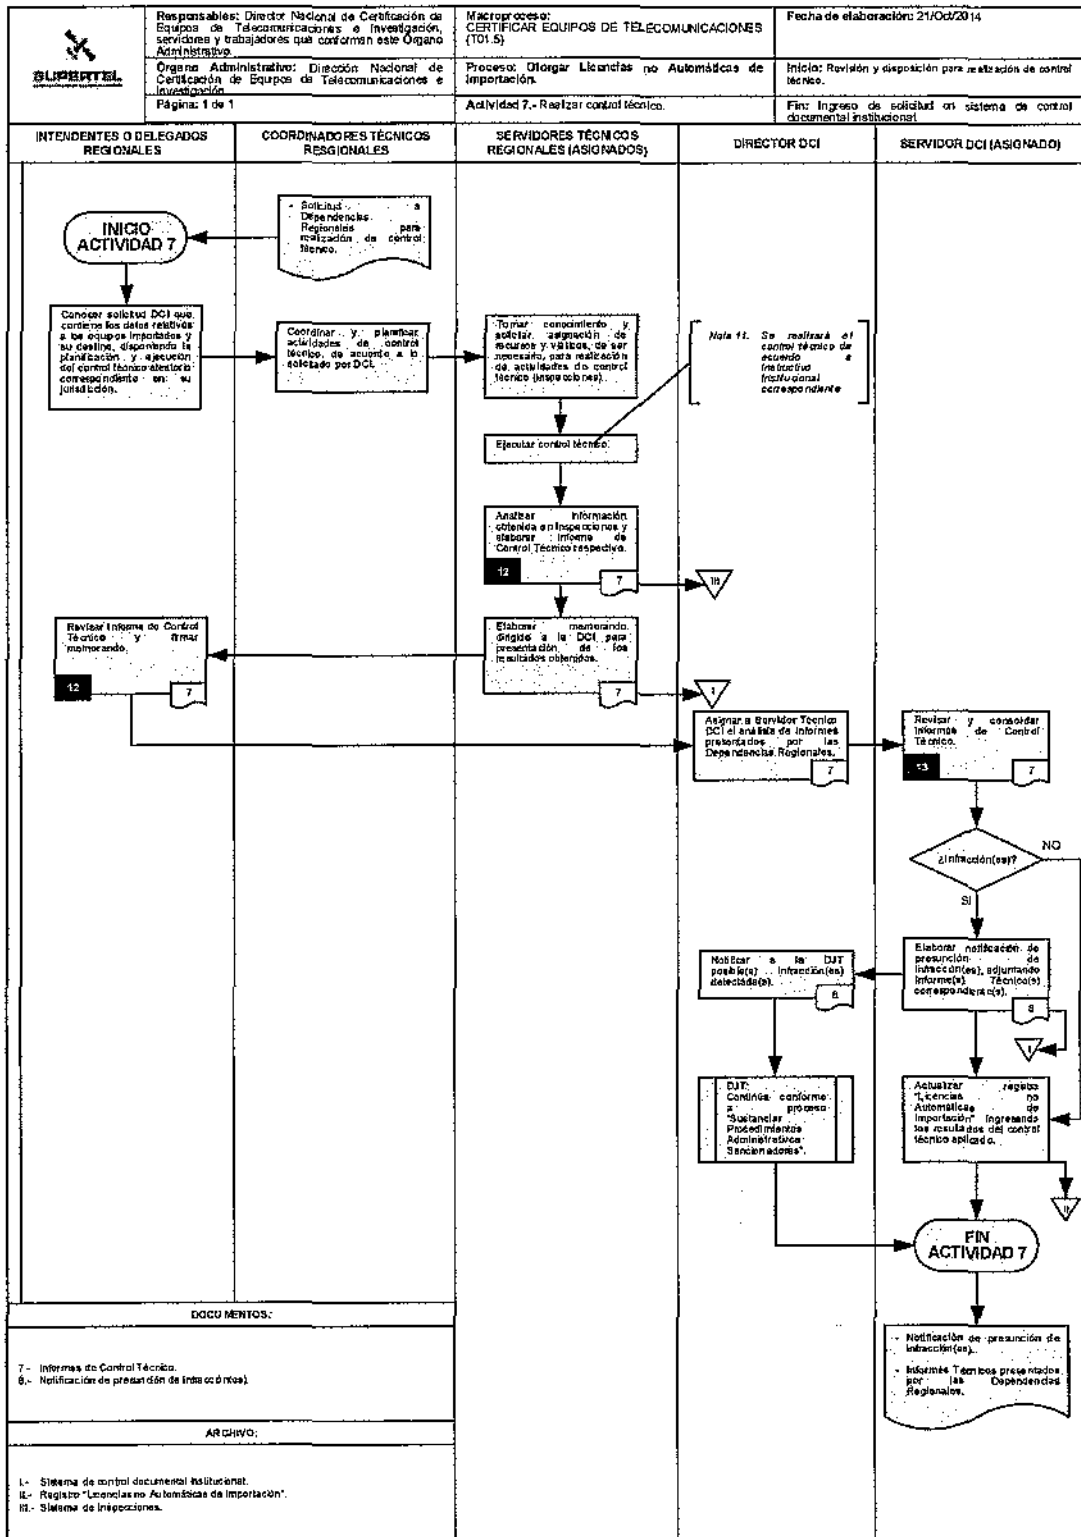 SUPERTEL
Responsables: Director Nacional de Certificación de
Equipos de Telecomunicaciones e Investigación,
servidores y trabajadores que conforman este Órgano
Administrativo.
Macroproceso:
CERTIFICAR EQUIPOS DE TELECOMUNICACIONES
(T01.5)
Fecha de elaboración: 21/Oct/2014
Órgano Administrativo: Dirección Nacional de
Certificación de Equipos de Telecomunicaciones e
Investigación
Proceso: Otorgar Licencias no Automáticas de
Importación.
Inicio: Revisión y disposición para realización de control
técnico.
Página: 1 de 1
Actividad 7.- Realizar control técnico.
Fin: Ingreso de solicitud en sistema de control
documental institucional
INTENDENTES O DELEGADOS
REGIONALES
COORDINADORES TÉCNICOS
RESGIONALES
SERVIDORES TÉCNICOS
REGIONALES (ASIGNADOS)
DIRECTOR DCI
SERVIDOR DCI (ASIGNADO)
INICIO
ACTIVIDAD 7
- Solicitud a
Dependencias
Regionales para
realización de control
técnico.
Conocer solicitud DCI que
contiene los datos relativos
a los equipos importados y
su destino, disponiendo la
planificación y ejecución
del control técnico aleatorio
correspondiente en su
jurisdicción.
Coordinar y planificar
actividades de control
técnico, de acuerdo a lo
solicitado por DCI.
Tomar conocimiento y
solicitar asignación de
recursos y viáticos, de ser
necesario, para realización
de actividades de control
técnico (inspecciones).
Nota 11. Se realizará el
control técnico de
acuerdo a
instructivo
institucional
correspondiente
Ejecutar control técnico.
Analizar información
obtenida en inspecciones y
elaborar informe de
Control Técnico respectivo.
12
7
III
Revisar Informe de Control
Técnico y firmar
memorando.
12
7
Elaborar memorando
dirigido a la DCI para
presentación de los
resultados obtenidos.
7
I
Asignar a Servidor Técnico
DCI el análisis de informes
presentados por las
Dependencias Regionales.
7
Revisar y consolidar
Informes de Control
Técnico.
13
7
¿Infracción(es)?
NO
SI
Elaborar notificación de
presunción de
infracción(es), adjuntando
Informe(s) Técnico(s)
correspondiente(s).
8
I
Notificar a la DJT
posible(s) infracción(es)
detectada(s).
8
DJT:
Continúa conforme
a proceso
"Sustanciar
Procedimientos
Administrativos
Sancionadores".
Actualizar registro
"Licencias no
Automáticas de
Importación" ingresando
los resultados del control
técnico aplicado.
II
FIN
ACTIVIDAD 7
- Notificación de presunción de
infracción(es).
- Informes Técnicos presentados
por las Dependencias
Regionales.
DOCUMENTOS:
7.- Informes de Control Técnico.
8.- Notificación de presunción de infracción(es)
ARCHIVO:
I.- Sistema de control documental institucional.
II.- Registro "Licencias no Automáticas de Importación".
III.- Sistema de Inspecciones.